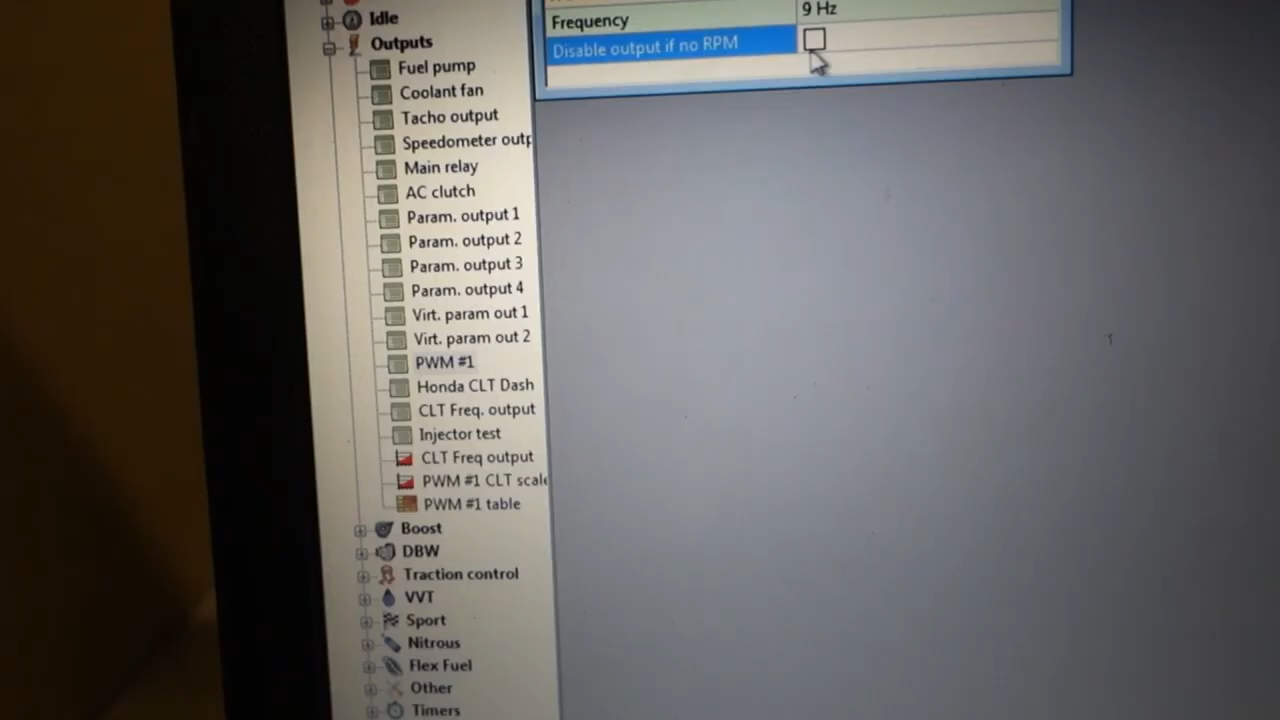 Idle
Outputs
Fuel pump
Coolant fan
Tacho output
Speedometer outp
Main relay
AC clutch
Param. output 1
Param. output 2
Param. output 3
Param. output 4
Virt. param out 1
Virt. param out 2
PWM #1
Honda CLT Dash
CLT Freq. output
Injector test
CLT Freq output
PWM #1 CLT scale
PWM #1 table
Boost
DBW
Traction control
VVT
Sport
Nitrous
Flex Fuel
Other
Timers
Frequency 9 Hz
Disable output if no RPM